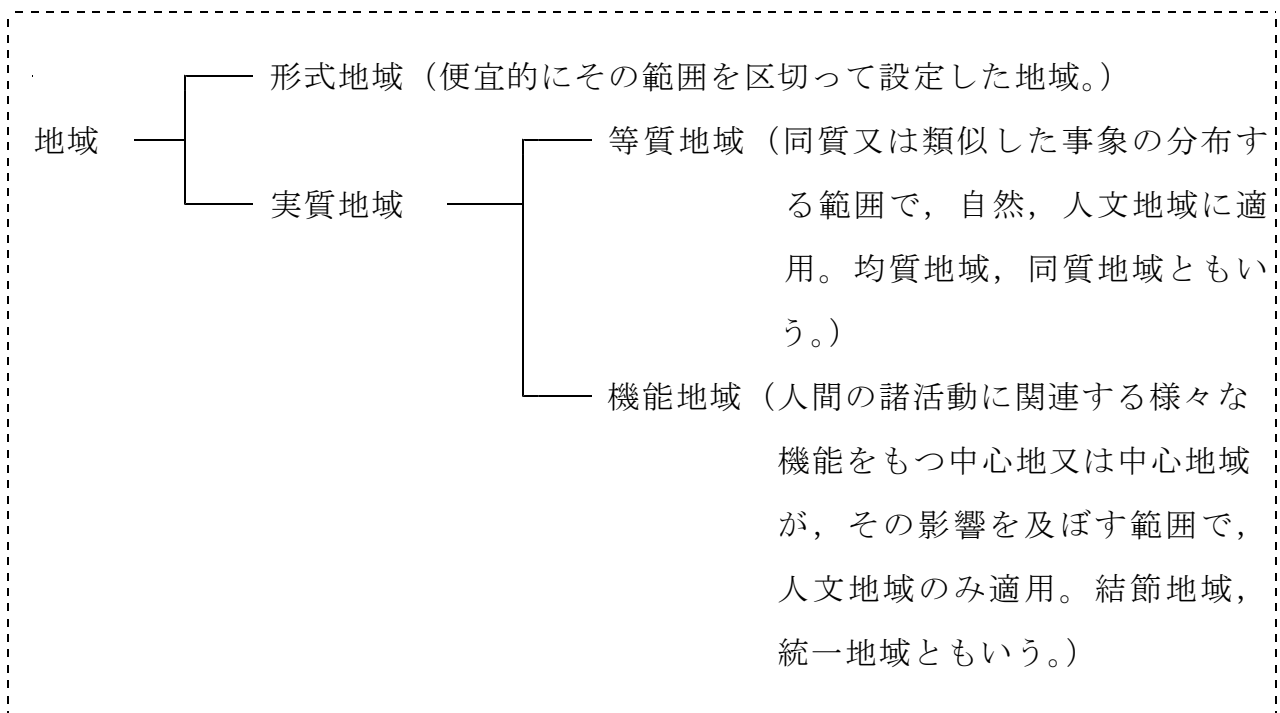 形式地域（便宜的にその範囲を区切って設定した地域。）
地域
等質地域（同質又は類似した事象の分布す
実質地域
る範囲で，自然，人文地域に適
用。均質地域，同質地域ともい
う。）
機能地域（人間の諸活動に関連する様々な
機能をもつ中心地又は中心地域
が，その影響を及ぼす範囲で，
人文地域のみ適用。結節地域，
統一地域ともいう。）